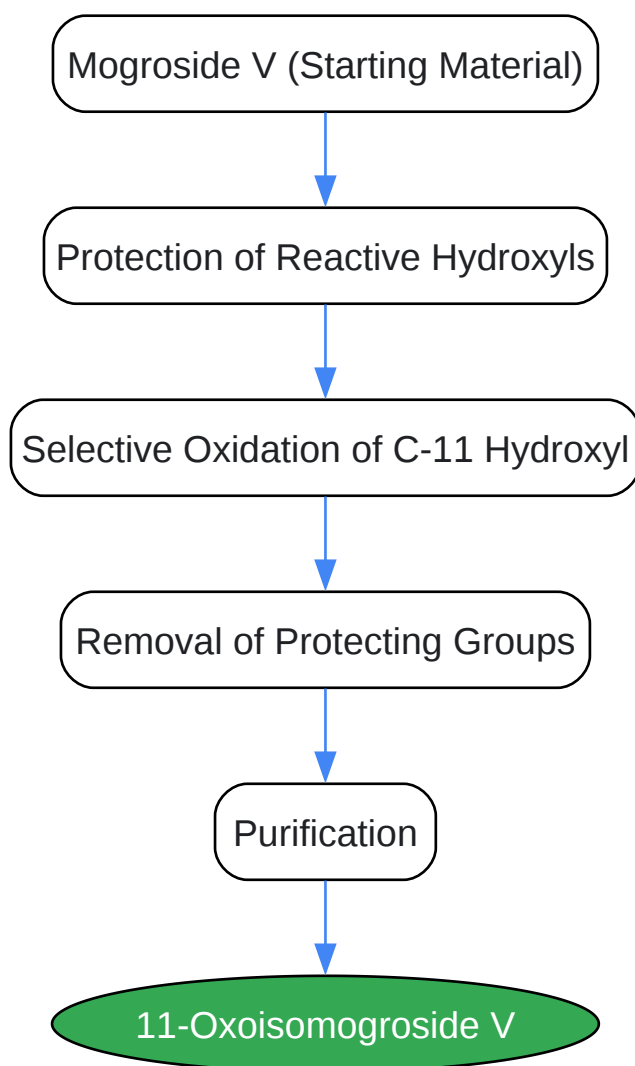 Mogroside V (Starting Material)
Protection of Reactive Hydroxyls
Selective Oxidation of C-11 Hydroxyl
Removal of Protecting Groups
Purification
11-Oxoisomogroside V